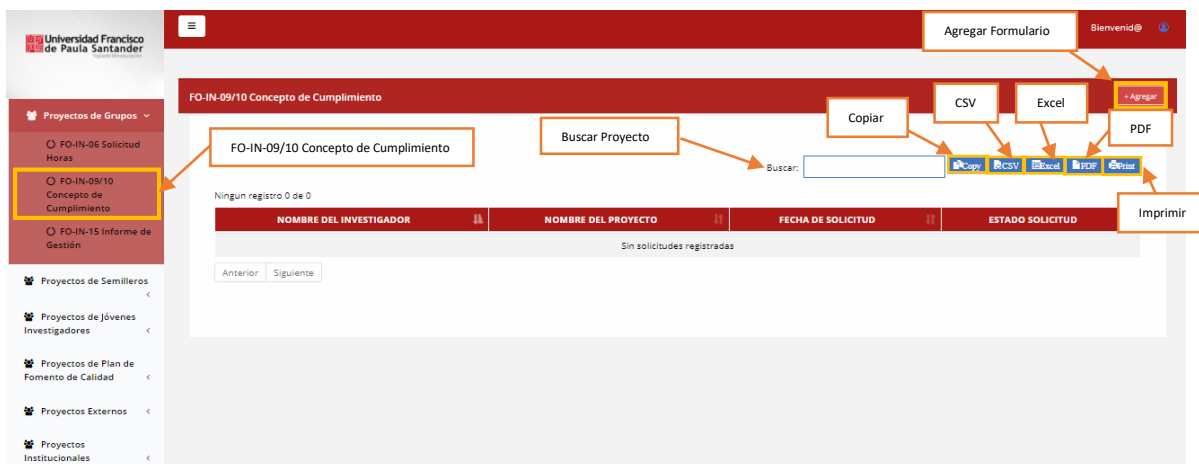 Universidad Francisco
de Paula Santander
Agregar Formulario
Bienvenid@
FO-IN-09/10 Concepto de Cumplimiento
+ Agregar
Proyectos de Grupos
FO-IN-06 Solicitud
Horas
FO-IN-09/10
Concepto de
Cumplimiento
FO-IN-15 Informe de
Gestión
Proyectos de Semilleros
Proyectos de Jóvenes
Investigadores
Proyectos de Plan de
Fomento de Calidad
Proyectos Externos
Proyectos
Institucionales
FO-IN-09/10 Concepto de Cumplimiento
Buscar Proyecto
Copiar
CSV
Excel
PDF
Buscar:
Copy
CSV
Excel
PDF
Print
Imprimir
Ningun registro 0 de 0
NOMBRE DEL INVESTIGADOR
NOMBRE DEL PROYECTO
FECHA DE SOLICITUD
ESTADO SOLICITUD
Sin solicitudes registradas
Anterior
Siguiente